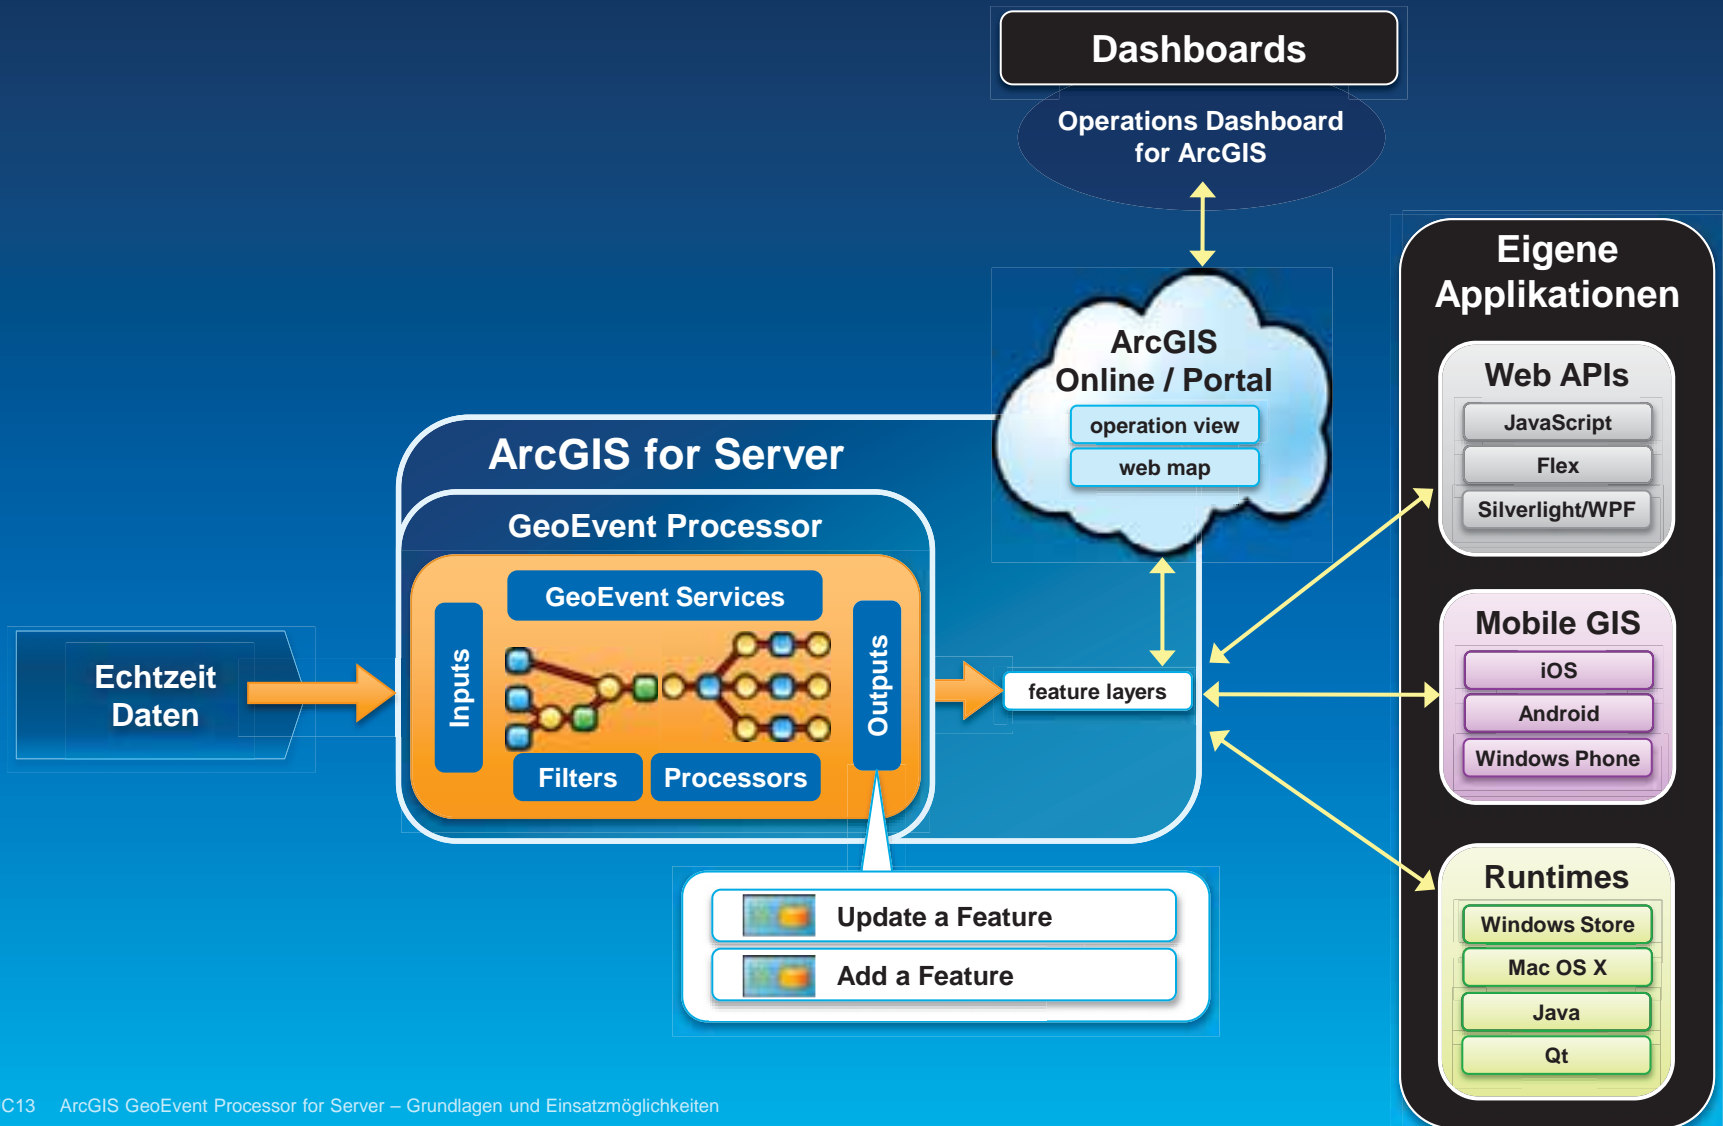 Dashboards
Operations Dashboard
for ArcGIS
Eigene
Applikationen
ArcGIS
Online / Portal
operation view
web map
Web APIs
JavaScript
Flex
Silverlight/WPF
ArcGIS for Server
GeoEvent Processor
GeoEvent Services
Inputs
Outputs
Filters
Processors
Echtzeit
Daten
feature layers
Mobile GIS
iOS
Android
Windows Phone
Update a Feature
Add a Feature
Runtimes
Windows Store
Mac OS X
Java
Qt
C13 ArcGIS GeoEvent Processor for Server – Grundlagen und Einsatzmöglichkeiten